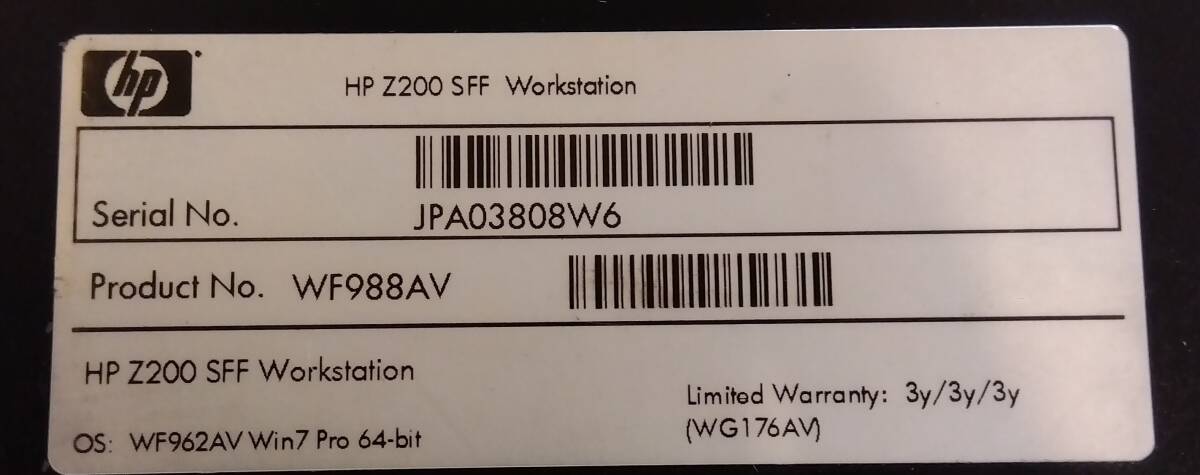 hp
HP Z200 SFF Workstation
Serial No. JPA03808W6
Product No. WF988AV
HP Z200 SFF Workstation
Limited Warranty: 3y/3y/3y
(WG176AV)
OS: WF962AV Win7 Pro 64-bit